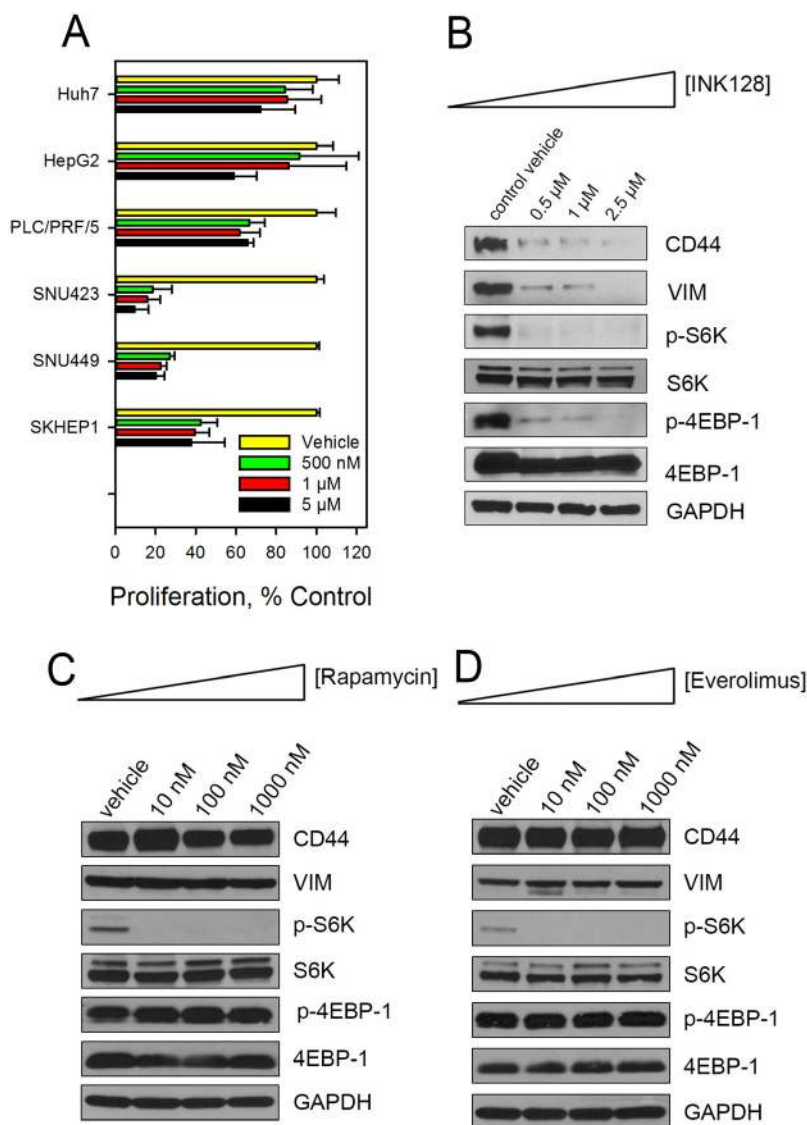 A
Huh7
HepG2
PLC/PRF/5
SNU423
SNU449
SKHEP1
Vehicle
500 nM
1 µM
5 µM
0 20 40 60 80 100 120
Proliferation, % Control
B
[INK128]
control vehicle
0.5 µM
1 µM
2.5 µM
CD44
VIM
p-S6K
S6K
p-4EBP-1
4EBP-1
GAPDH
C
[Rapamycin]
vehicle
10 nM
100 nM
1000 nM
CD44
VIM
p-S6K
S6K
p-4EBP-1
4EBP-1
GAPDH
D
[Everolimus]
vehicle
10 nM
100 nM
1000 nM
CD44
VIM
p-S6K
S6K
p-4EBP-1
4EBP-1
GAPDH